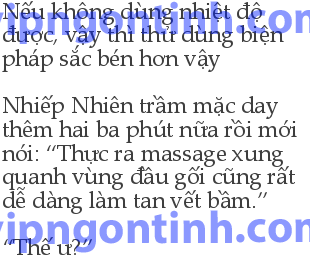 Nếu không dùng nhiệt độ
được, vậy thì thử dùng biện
pháp sắc bén hơn vậy
Nhiếp Nhiên trầm mặc day
thêm hai ba phút nữa rồi mới
nói: “Thực ra massage xung
quanh vùng đầu gối cũng rất
dễ dàng làm tan vết bầm.”
vipngontinh.com
“Thế ư?”